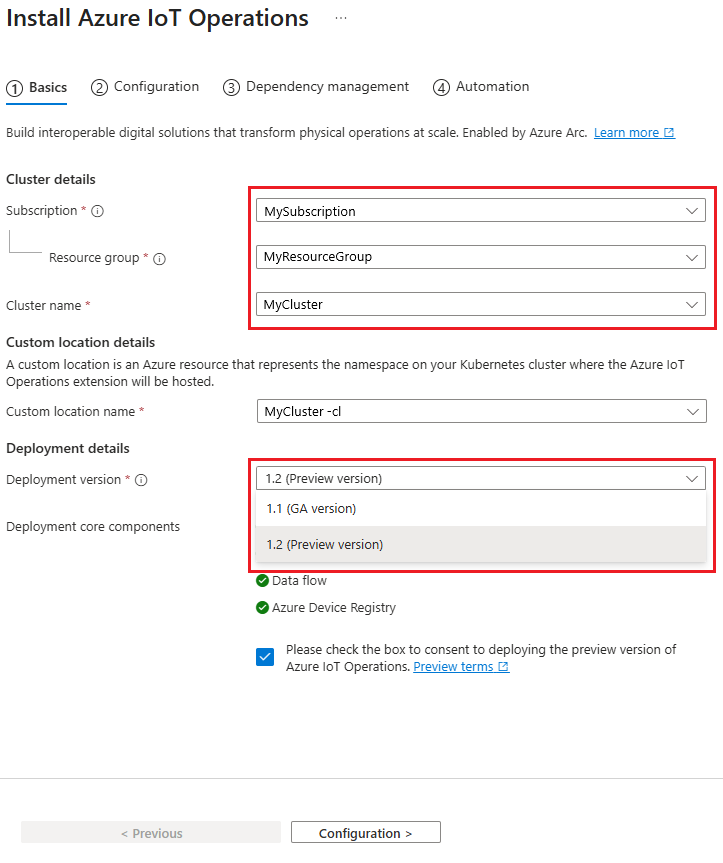 Install Azure IoT Operations ...
1 Basics 2 Configuration 3 Dependency management 4 Automation
Build interoperable digital solutions that transform physical operations at scale. Enabled by Azure Arc. Learn more
Cluster details
Subscription * MySubscription
Resource group * MyResourceGroup
Cluster name * MyCluster
Custom location details
A custom location is an Azure resource that represents the namespace on your Kubernetes cluster where the Azure IoT
Operations extension will be hosted.
Custom location name * MyCluster -cl
Deployment details
Deployment version * 1.2 (Preview version)
1.1 (GA version)
Deployment core components
1.2 (Preview version)
Data flow
Azure Device Registry
Please check the box to consent to deploying the preview version of
Azure IoT Operations. Preview terms
< Previous Configuration >